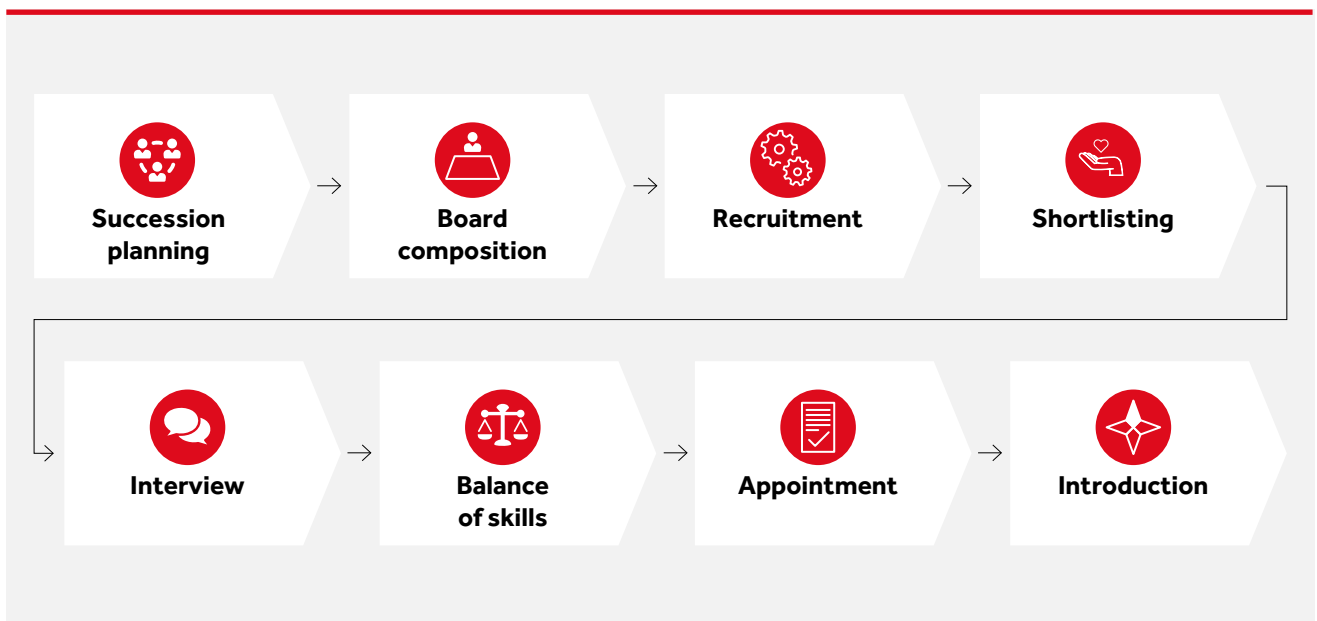 Succession
planning
Board
composition
Recruitment
Shortlisting
Interview
Balance
of skills
Appointment
Introduction